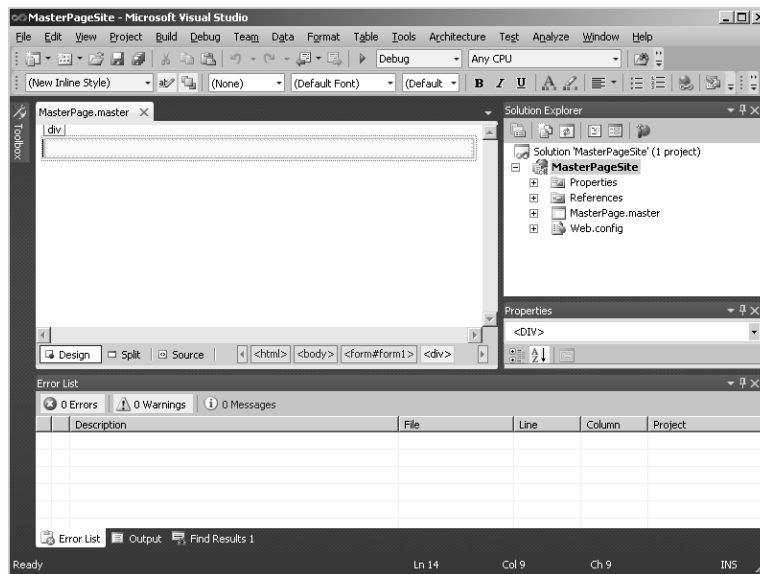 MasterPageSite - Microsoft Visual Studio
File Edit View Project Build Debug Team Data Format Table Tools Architecture Test Analyze Window Help
Debug Any CPU
(New Inline Style) (None) (Default Font) (Default B I U A
Toolbox
MasterPage.master
div
Design Split Source <html> <body> <form#form1> <div>
Solution Explorer
Solution 'MasterPageSite' (1 project)
MasterPageSite
Properties
References
MasterPage.master
Web.config
Properties
<DIV>
Error List
0 Errors 0 Warnings 0 Messages
Description File Line Column Project
Error List Output Find Results 1
Ready Ln 14 Col 9 Ch 9 INS